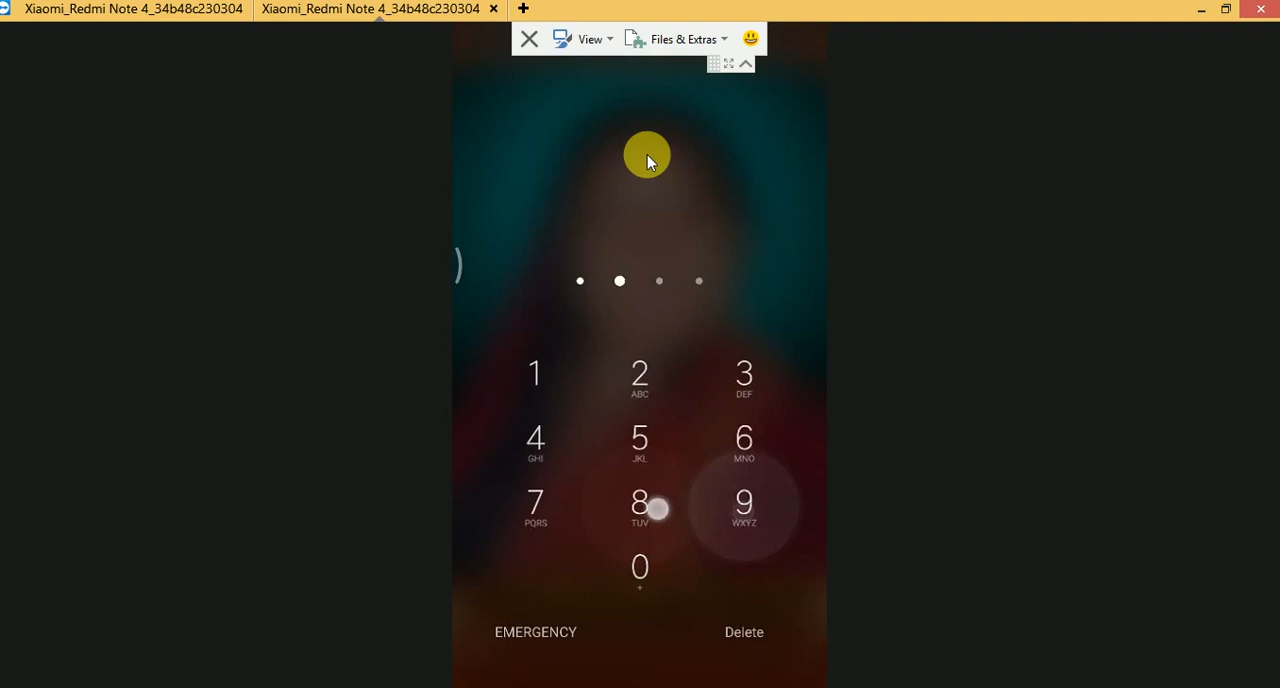 Xiaomi_Redmi Note 4_34b48c230304 Xiaomi_Redmi Note 4_34b48c230304
View Files & Extras
1 2 3
ABC DEF
4 5 6
GHI JKL MNO
7 8 9
PQRS TUV WXYZ
0
+
EMERGENCY Delete